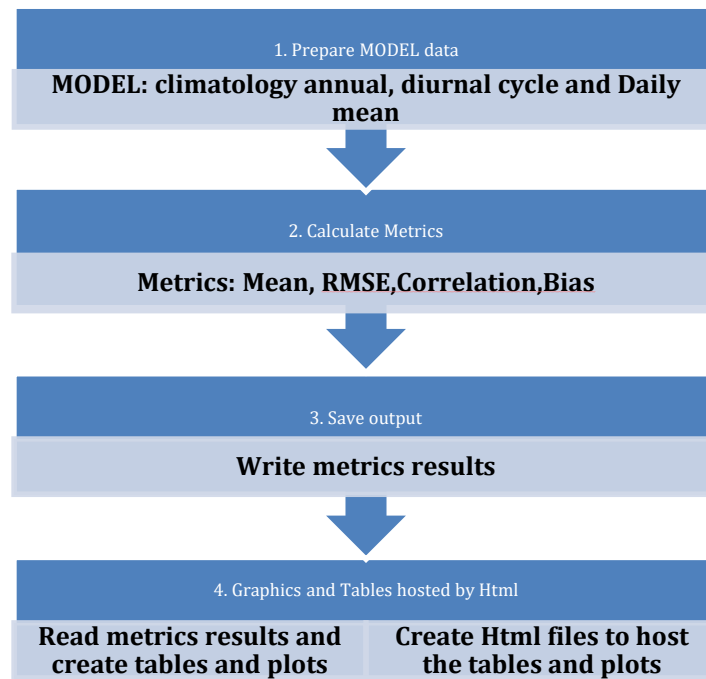 1. Prepare MODEL data
MODEL: climatology annual, diurnal cycle and Daily
mean
2. Calculate Metrics
Metrics: Mean, RMSE,Correlation,Bias
3. Save output
Write metrics results
4. Graphics and Tables hosted by Html
Read metrics results and
create tables and plots
Create Html files to host
the tables and plots